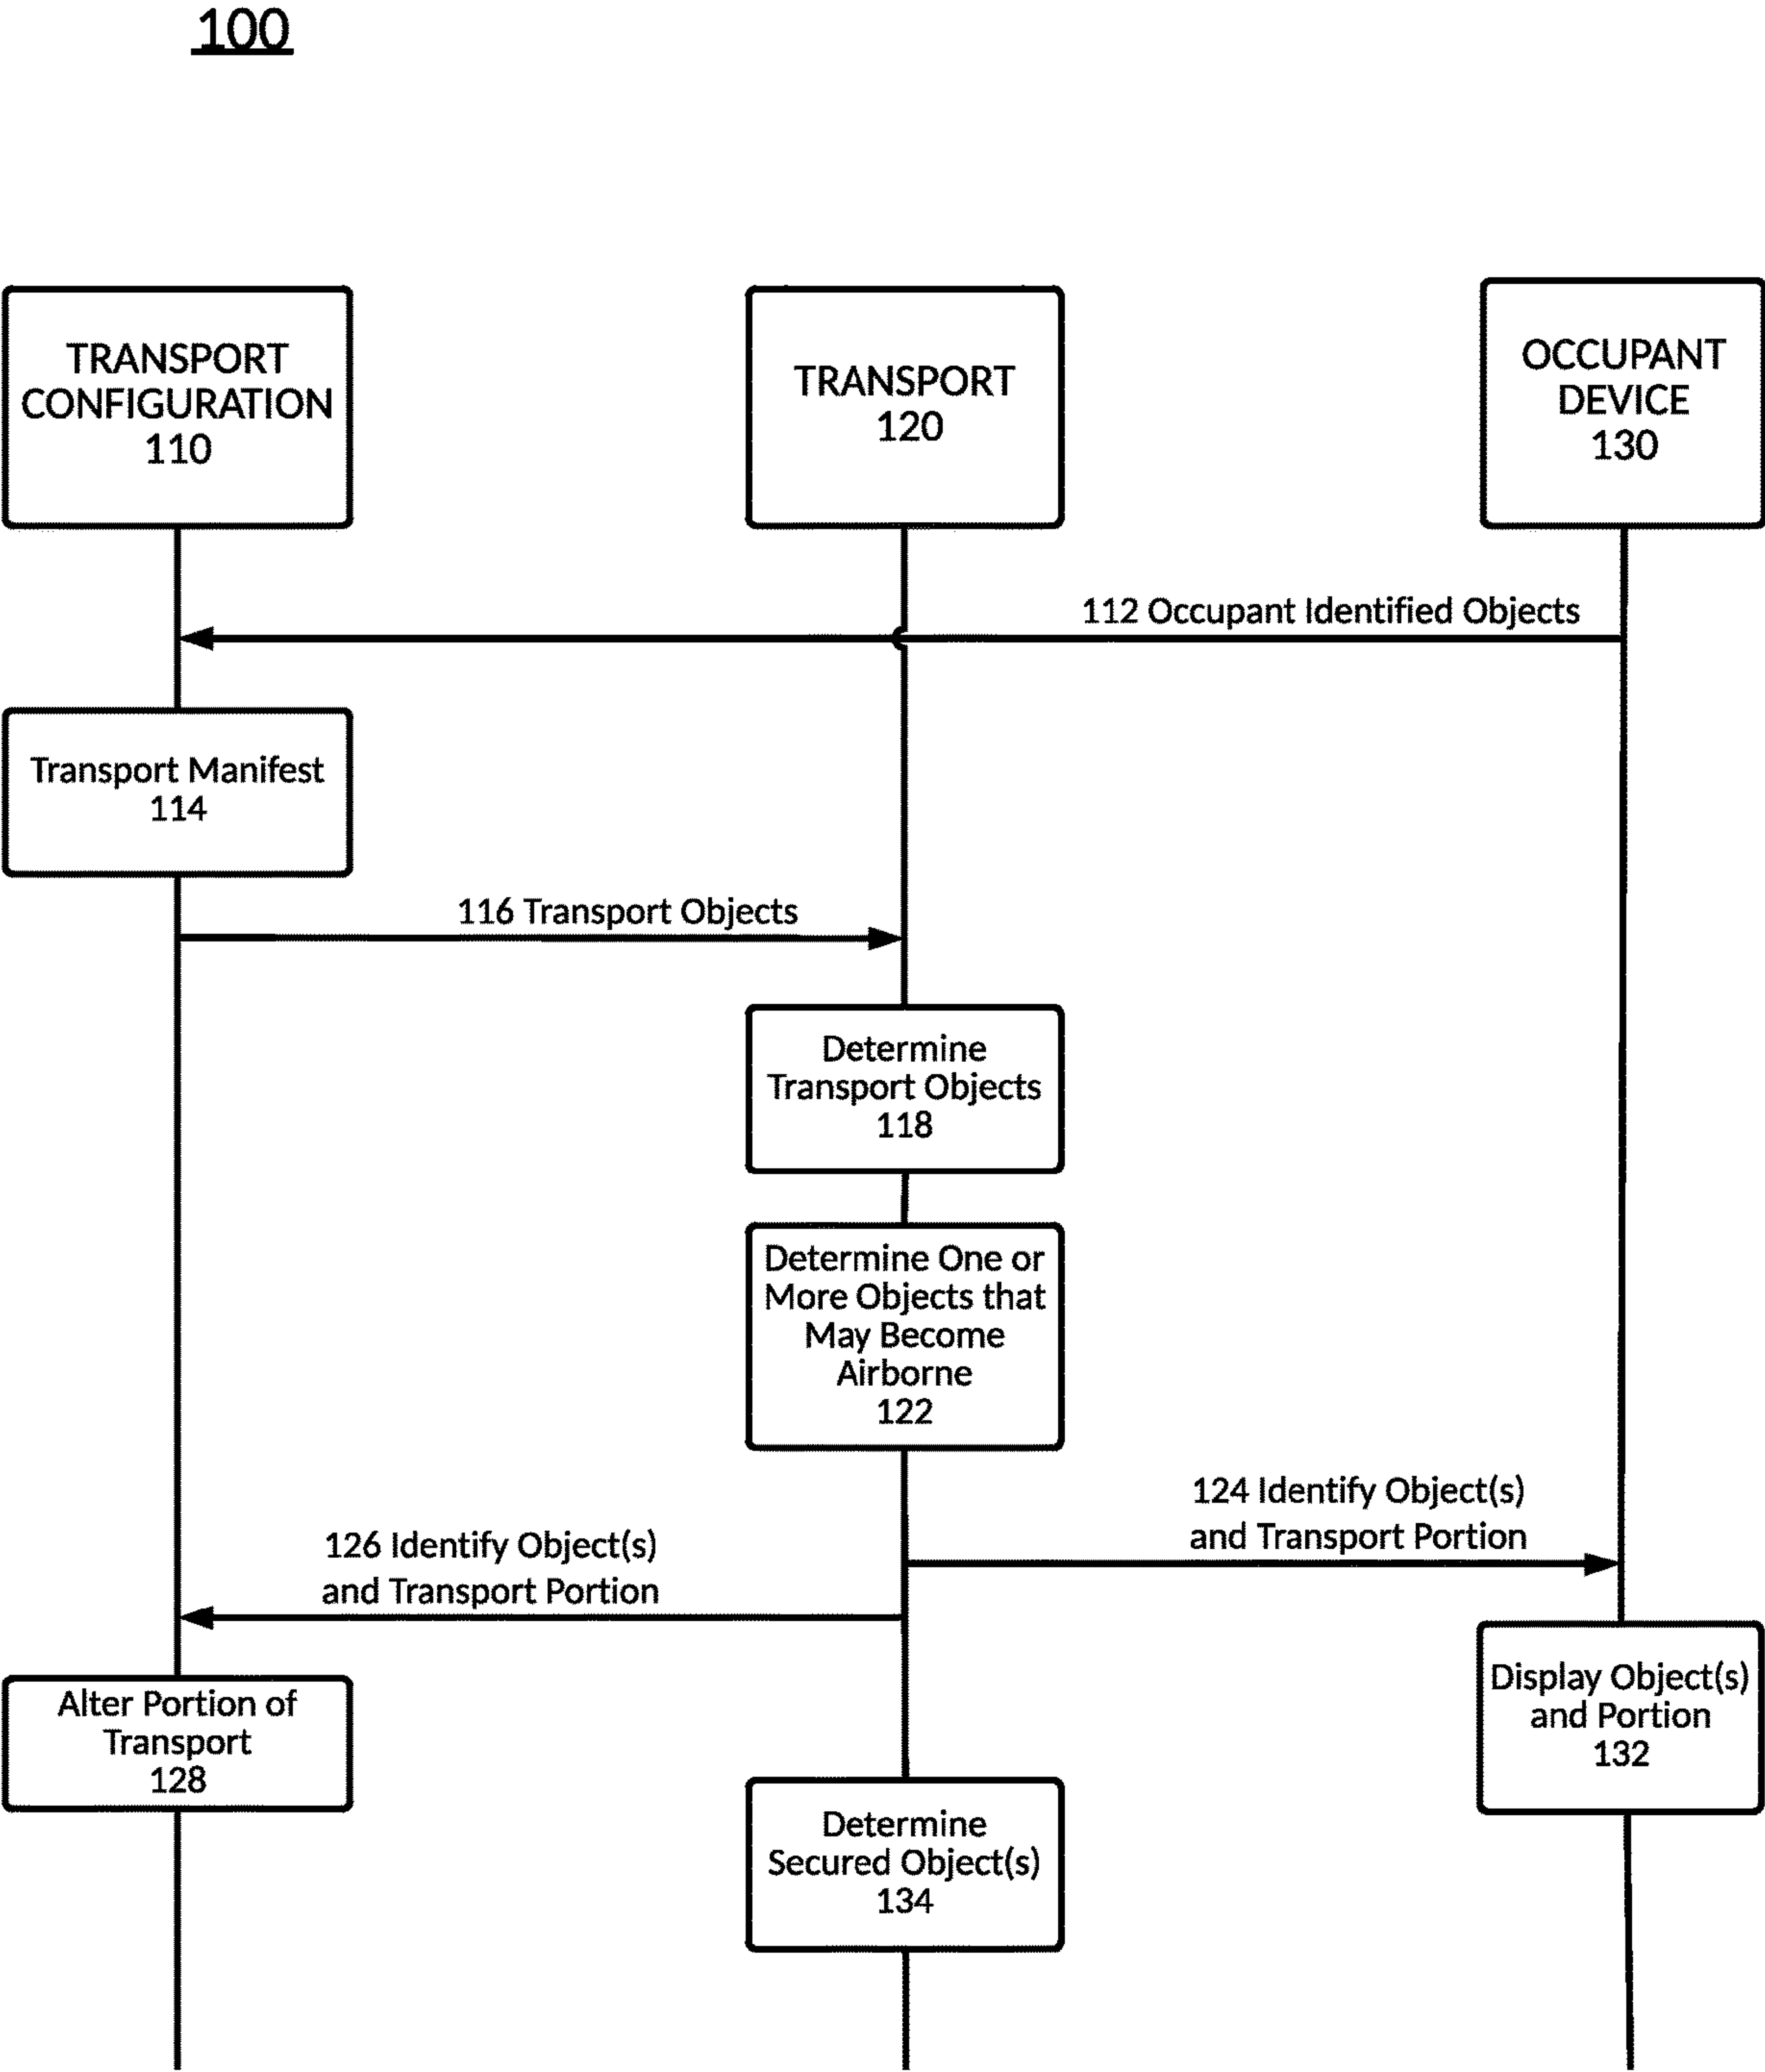 100
TRANSPORT
CONFIGURATION
110
TRANSPORT
120
OCCUPANT
DEVICE
130
112 Occupant Identified Objects
Transport Manifest
114
116 Transport Objects
Determine
Transport Objects
118
Determine One or
More Objects that
May Become
Airborne
122
124 Identify Object(s)
and Transport Portion
126 Identify Object(s)
and Transport Portion
Alter Portion of
Transport
128
Display Object(s)
and Portion
132
Determine
Secured Object(s)
134